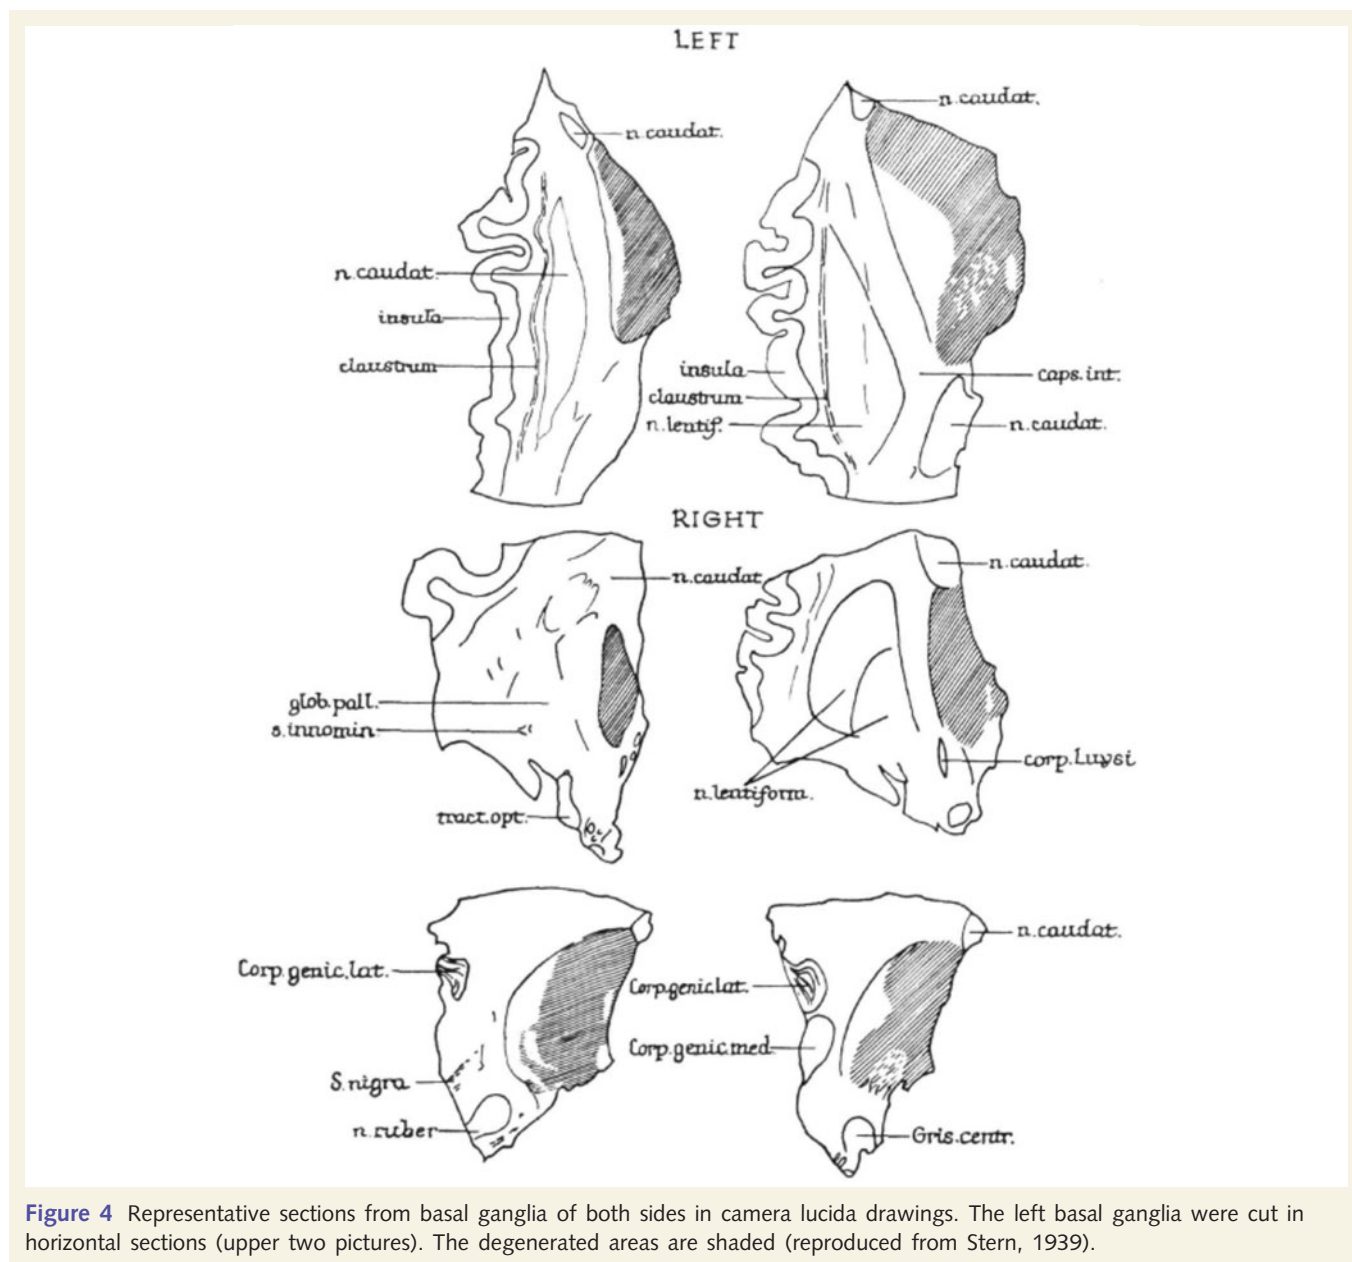 LEFT
n.caudat.
n.caudat.
n.caudat.
insula
claustrum
insula
claustrum
n.lentif.
caps.int.
n.caudat.
RIGHT
n.caudat
n.caudat.
glob.pall.
s.innomin.
tract.opt.
corp.Luysi
n.lentiform.
n.caudat.
Corp.genic.lat.
Corp.genic.lat.
Corp.genic.med.
S.nigra
n.ruber
Gris.centr.
Figure 4 Representative sections from basal ganglia of both sides in camera lucida drawings. The left basal ganglia were cut in
horizontal sections (upper two pictures). The degenerated areas are shaded (reproduced from Stern, 1939).